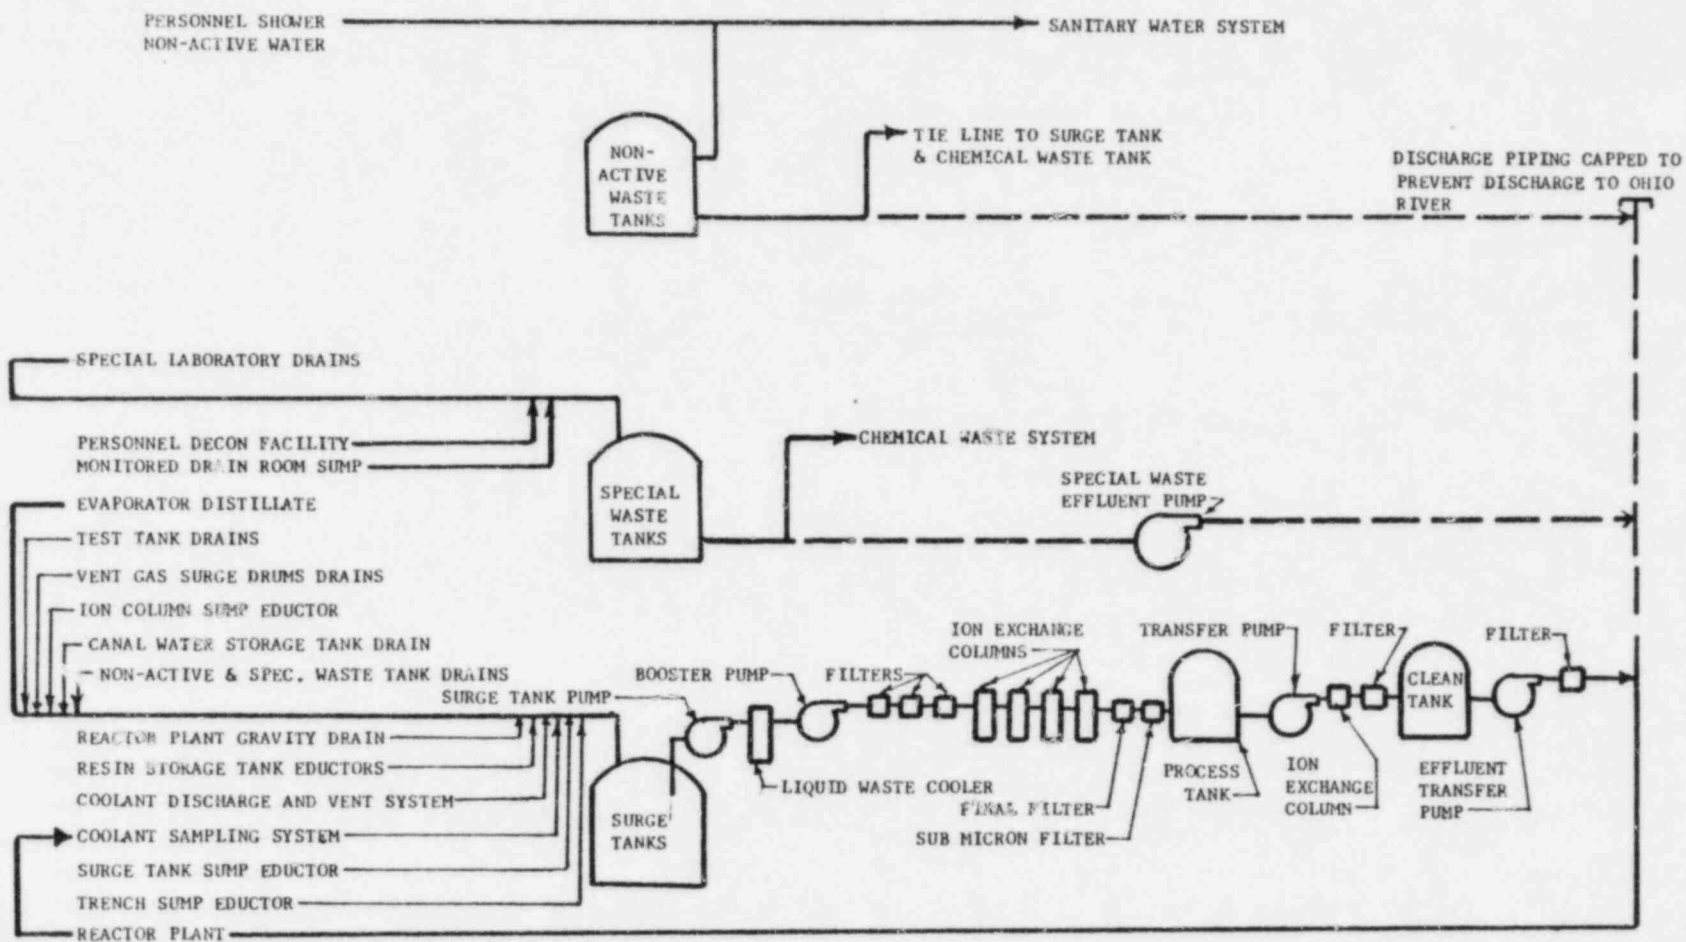 PERSONNEL SHOWER
NON-ACTIVE WATER
SANITARY WATER SYSTEM
NON-
ACTIVE
WASTE
TANKS
TIE LINE TO SURGE TANK
& CHEMICAL WASTE TANK
DISCHARGE PIPING CAPPED TO
PREVENT DISCHARGE TO OHIO
RIVER
SPECIAL LABORATORY DRAINS
PERSONNEL DECON FACILITY
MONITORED DRAIN ROOM SUMP
SPECIAL
WASTE
TANKS
CHEMICAL WASTE SYSTEM
SPECIAL WASTE
EFFLUENT PUMP
EVAPORATOR DISTILLATE
TEST TANK DRAINS
VENT GAS SURGE DRUMS DRAINS
ION COLUMN SUMP EDUCTOR
CANAL WATER STORAGE TANK DRAIN
NON-ACTIVE & SPEC. WASTE TANK DRAINS
SURGE TANK PUMP
BOOSTER PUMP
FILTERS
ION EXCHANGE
COLUMNS
TRANSFER PUMP
FILTER
CLEAN
TANK
FILTER
REACTOR PLANT GRAVITY DRAIN
RESIN STORAGE TANK EDUCTORS
COOLANT DISCHARGE AND VENT SYSTEM
COOLANT SAMPLING SYSTEM
SURGE TANK SUMP EDUCTOR
TRENCH SUMP EDUCTOR
REACTOR PLANT
SURGE
TANKS
LIQUID WASTE COOLER
FINAL FILTER
SUB MICRON FILTER
PROCESS
TANK
ION
EXCHANGE
COLUMN
EFFLUENT
TRANSFER
PUMP